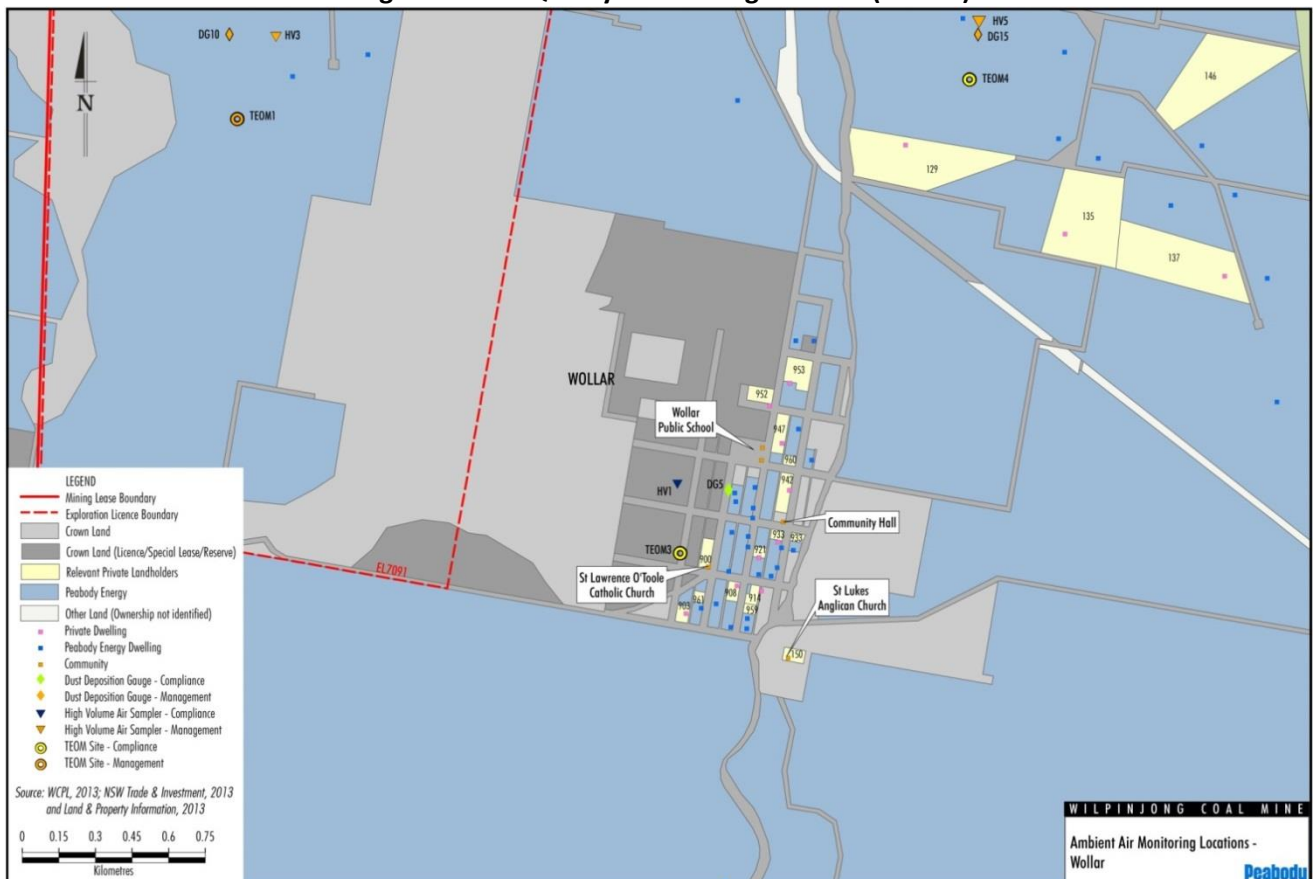 DG10
HV3
HV5
DG15
N
TEOM1
TEOM4
146
129
135
137
WOLLAR
953
952
Wollar
Public School
947
960
HV1
DG5
942
Community Hall
TEOM3
933
937
921
900
St Lawrence O'Toole
Catholic Church
St Lukes
Anglican Church
EL7091
903
961
908
914
959
150
LEGEND
Mining Lease Boundary
Exploration Licence Boundary
Crown Land
Crown Land (Licence/Special Lease/Reserve)
Relevant Private Landholders
Peabody Energy
Other Land (Ownership not identified)
Private Dwelling
Peabody Energy Dwelling
Community
Dust Deposition Gauge - Compliance
Dust Deposition Gauge - Management
High Volume Air Sampler - Compliance
High Volume Air Sampler - Management
TEOM Site - Compliance
TEOM Site - Management
Source: WCPL, 2013; NSW Trade & Investment, 2013
and Land & Property Information, 2013
0 0.15 0.3 0.45 0.6 0.75
Kilometres
WILPINJONG COAL MINE
Ambient Air Monitoring Locations -
Wollar
Peabody